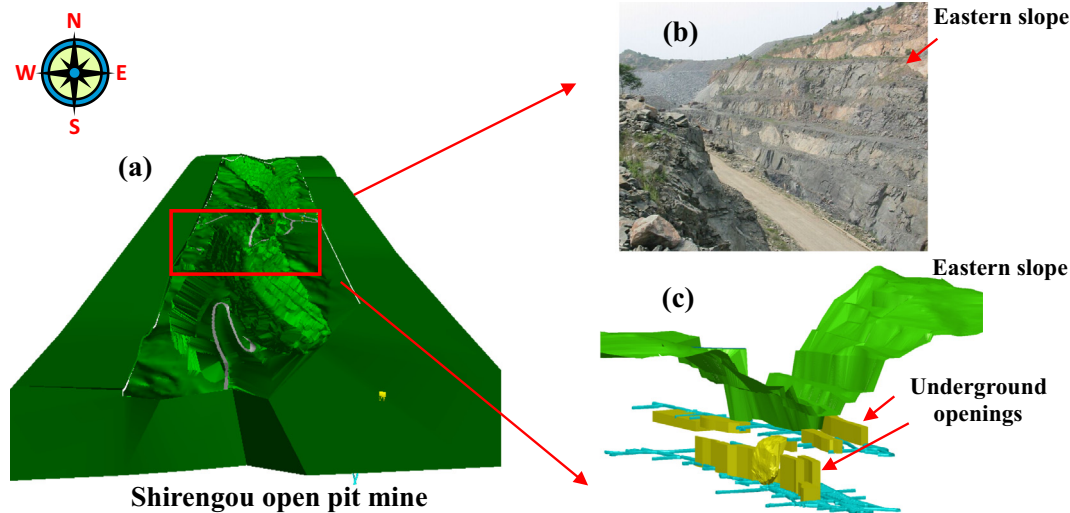 N
W
E
S
(a)
Shirengou open pit mine
(b)
Eastern slope
(c)
Eastern slope
Underground
openings